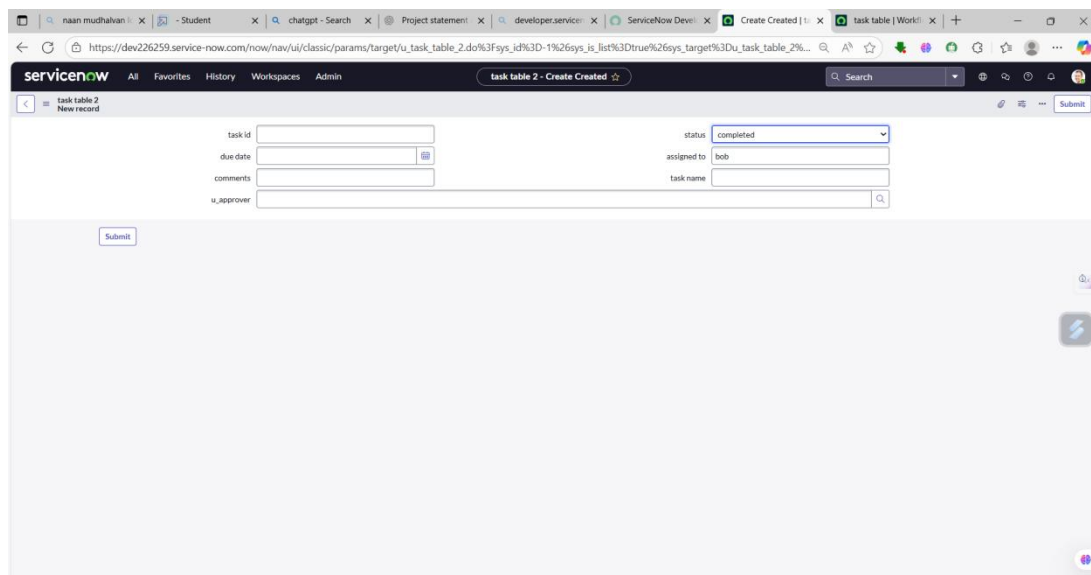 naan mudhalvan
- Student
chatgpt - Search
Project statement
developer.servicen
ServiceNow Devel
Create Created | ta
task table | Workfl
https://dev226259.service-now.com/now/nav/ui/classic/params/target/u_task_table_2.do%3Fsys_id%3D-1%26sys_is_list%3Dtrue%26sys_target%3Du_task_table_2%...
servicenow All Favorites History Workspaces Admin
task table 2 - Create Created
Search
task table 2
New record
Submit
task id
status completed
due date
assigned to bob
comments
task name
u_approver
Submit